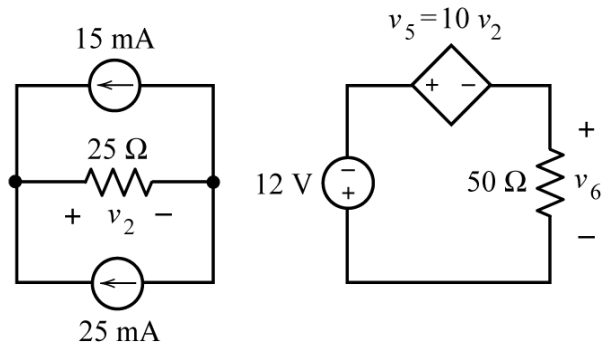 v₅=10 v₂
15 mA
+ −
25 Ω
+
12 V
−
+
50 Ω
v₆
+ v₂ −
−
25 mA